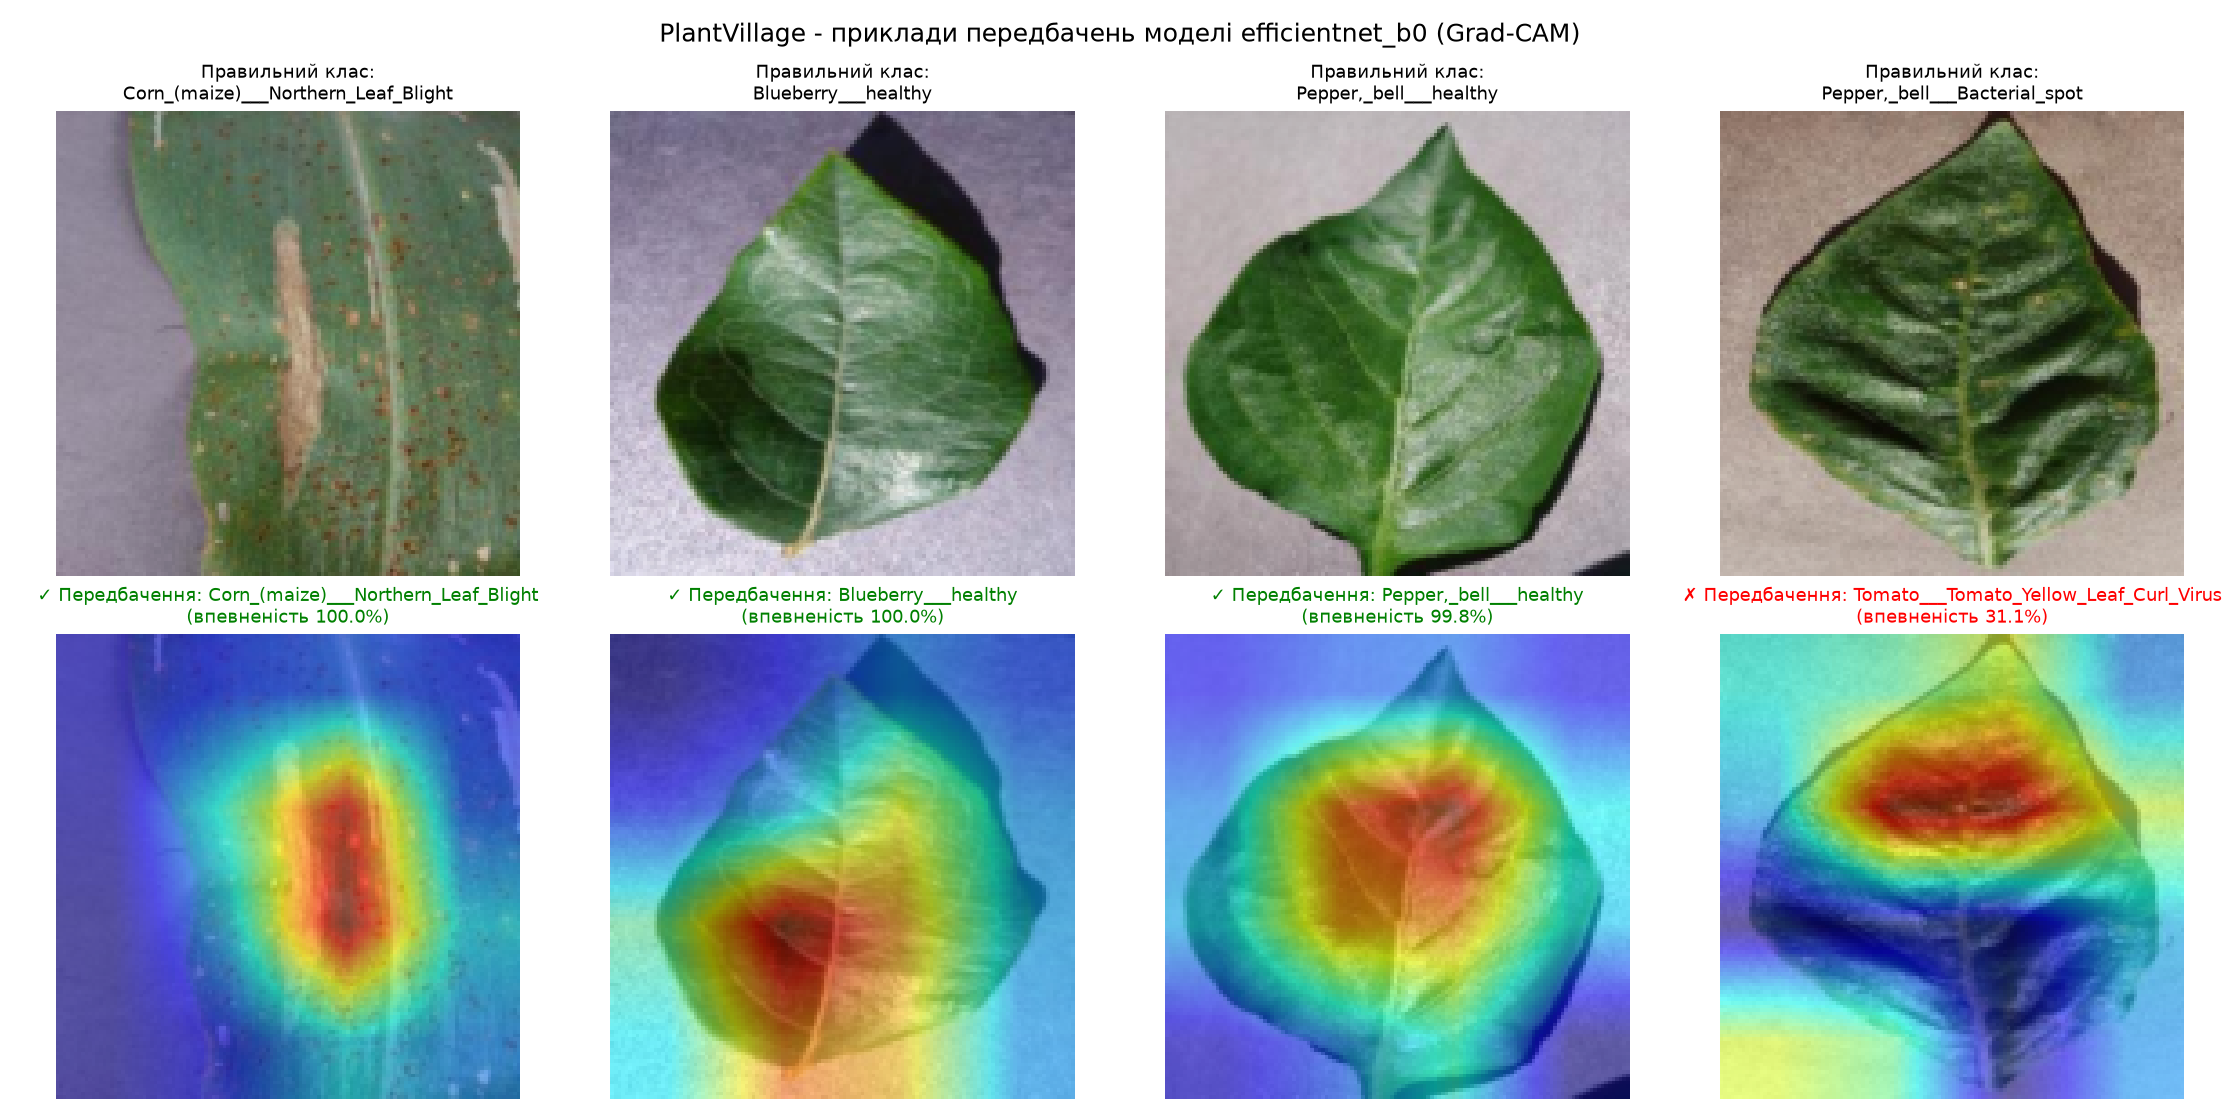 PlantVillage - приклади передбачень моделі efficientnet_b0 (Grad-CAM)
Правильний клас:
Corn_(maize)___Northern_Leaf_Blight
Правильний клас:
Blueberry___healthy
Правильний клас:
Pepper,_bell___healthy
Правильний клас:
Pepper,_bell___Bacterial_spot
✓ Передбачення: Corn_(maize)___Northern_Leaf_Blight
(впевненість 100.0%)
✓ Передбачення: Blueberry___healthy
(впевненість 100.0%)
✓ Передбачення: Pepper,_bell___healthy
(впевненість 99.8%)
✗ Передбачення: Tomato___Tomato_Yellow_Leaf_Curl_Virus
(впевненість 31.1%)